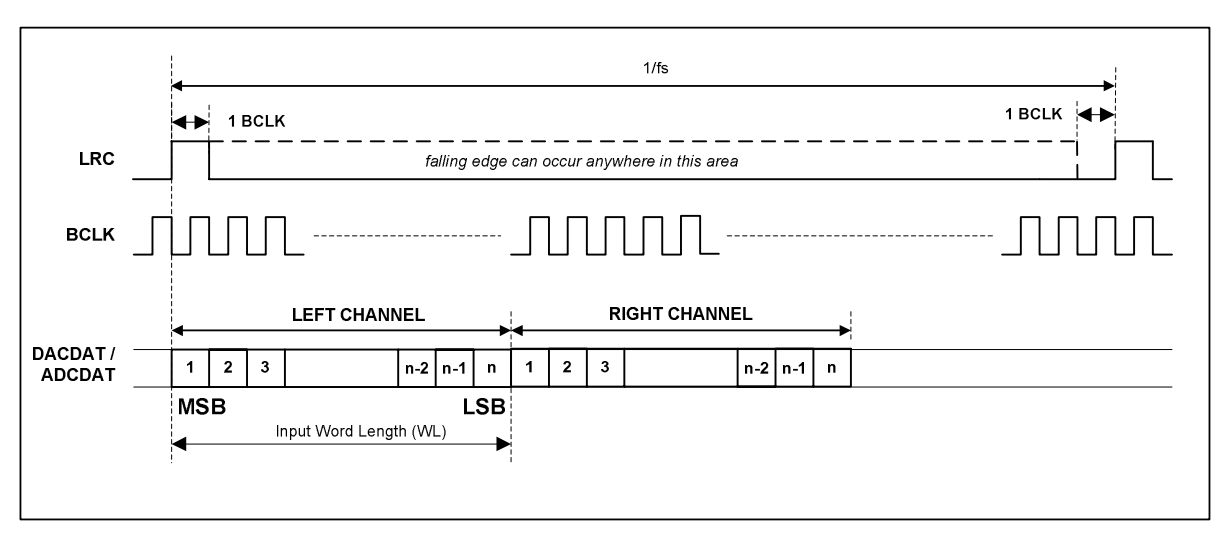 1/fs
1 BCLK
1 BCLK
LRC
falling edge can occur anywhere in this area
BCLK
LEFT CHANNEL
RIGHT CHANNEL
DACDAT /
ADCDAT
1 2 3 n-2 n-1 n 1 2 3 n-2 n-1 n
MSB LSB
Input Word Length (WL)